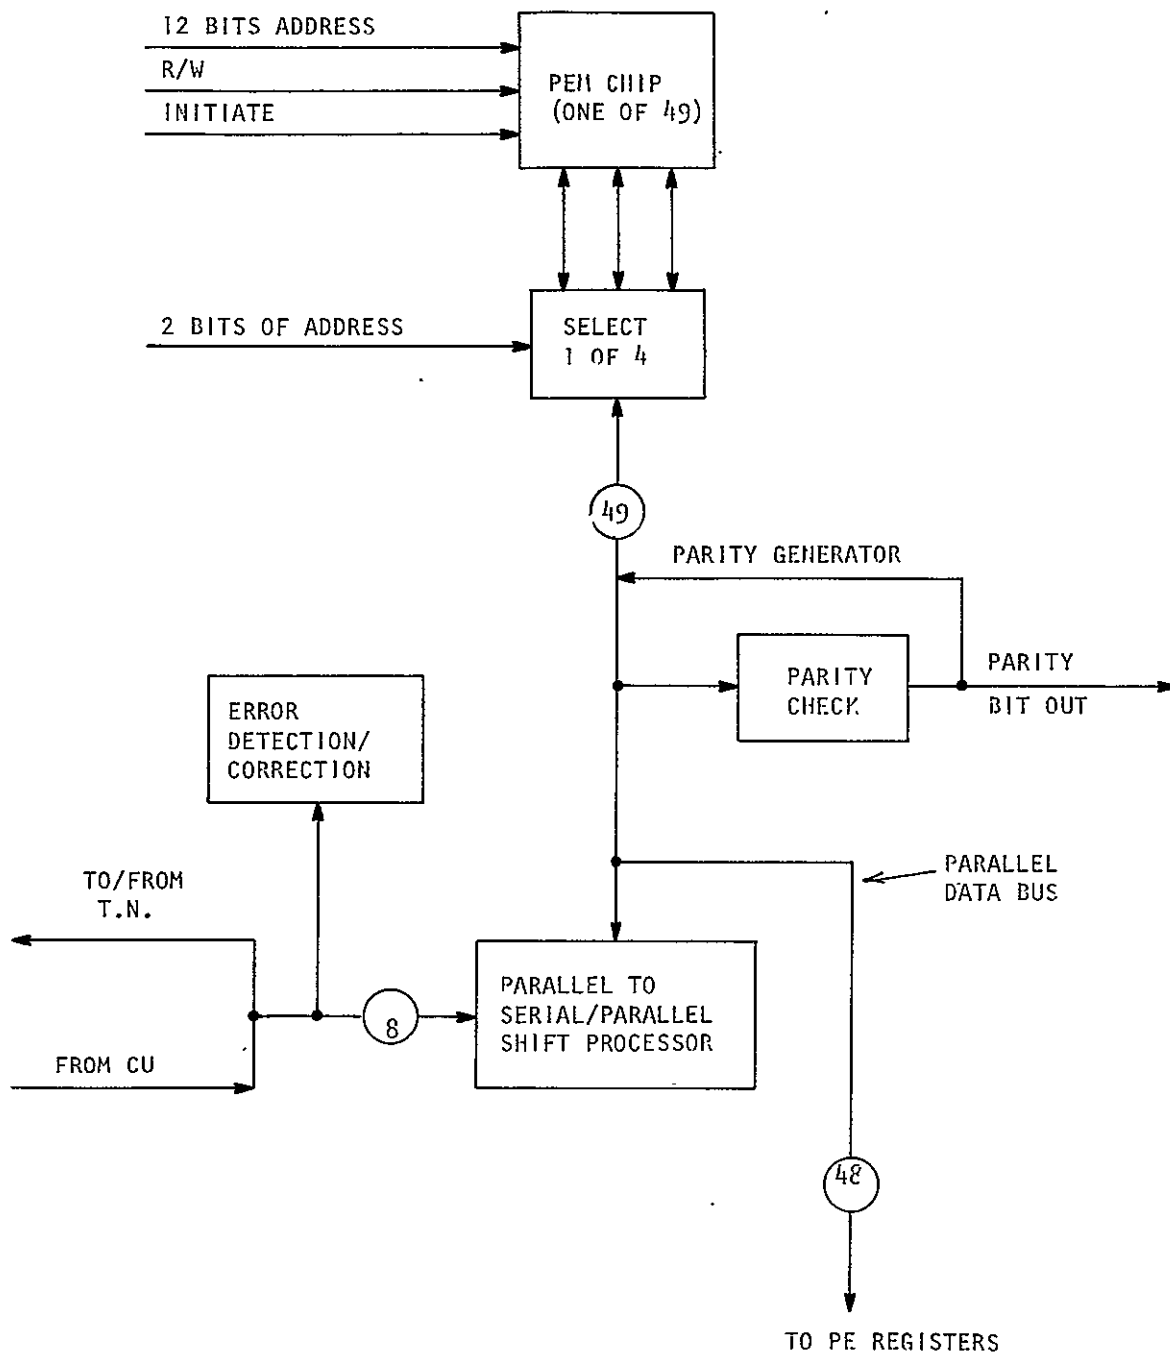 12 BITS ADDRESS
R/W
INITIATE
PEM CHIP
(ONE OF 49)
2 BITS OF ADDRESS
SELECT
1 OF 4
49
PARITY GENERATOR
PARITY
CHECK
PARITY
BIT OUT
ERROR
DETECTION/
CORRECTION
TO/FROM
T.N.
PARALLEL
DATA BUS
PARALLEL TO
SERIAL/PARALLEL
SHIFT PROCESSOR
8
FROM CU
48
TO PE REGISTERS